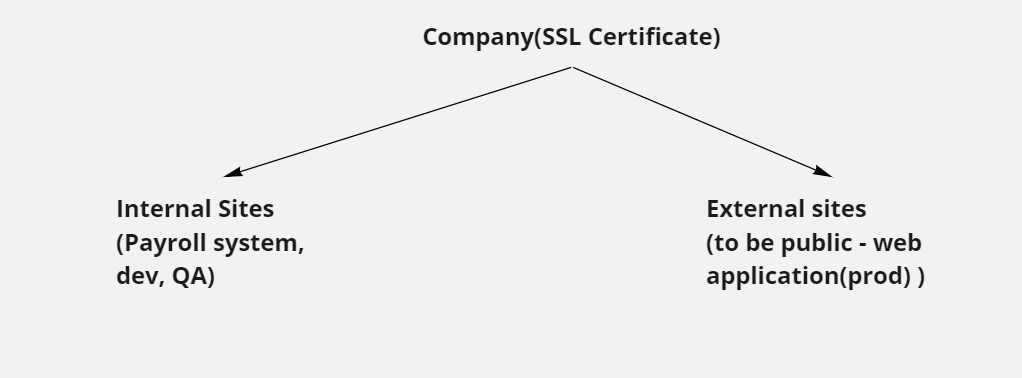 Company(SSL Certificate)
Internal Sites
(Payroll system,
dev, QA)
External sites
(to be public - web
application(prod) )